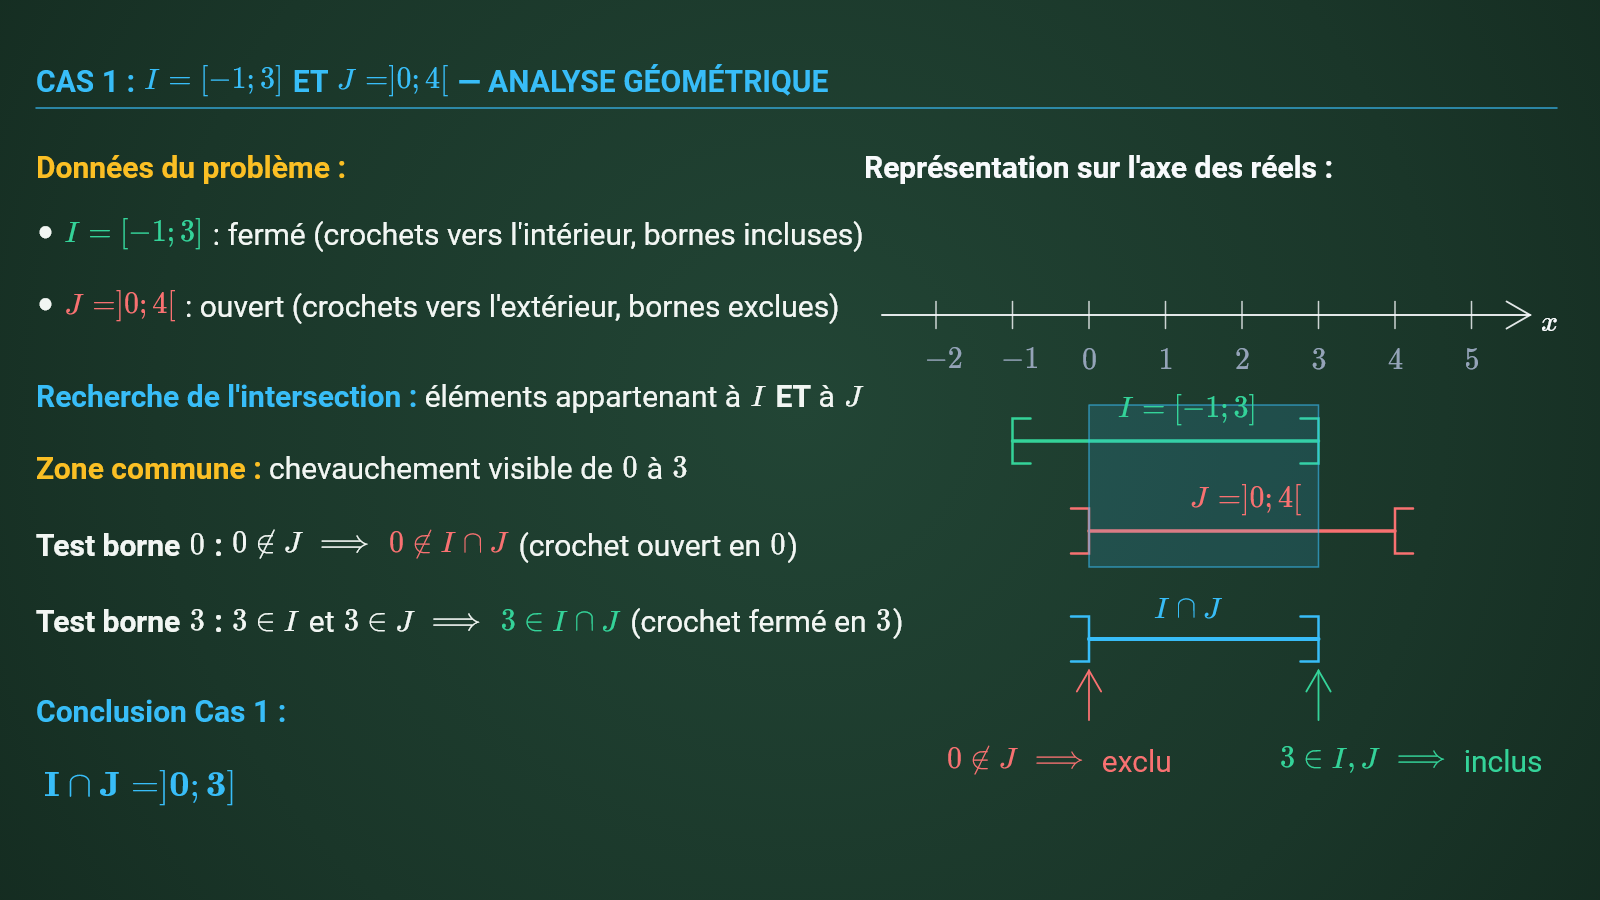 CAS 1 : I = [−1; 3] ET J =]0; 4[ — ANALYSE GÉOMÉTRIQUE
Données du problème :
• I = [−1; 3] : fermé (crochets vers l'intérieur, bornes incluses)
• J =]0; 4[ : ouvert (crochets vers l'extérieur, bornes exclues)
Recherche de l'intersection : éléments appartenant à I ET à J
Zone commune : chevauchement visible de 0 à 3
Test borne 0 : 0 ∉ J ⟹ 0 ∉ I ∩ J (crochet ouvert en 0)
Test borne 3 : 3 ∈ I et 3 ∈ J ⟹ 3 ∈ I ∩ J (crochet fermé en 3)
Conclusion Cas 1 :
I ∩ J =]0; 3]
Représentation sur l'axe des réels :
x
−2 −1 0 1 2 3 4 5
I = [−1; 3]
J =]0; 4[
I ∩ J
0 ∉ J ⟹ exclu
3 ∈ I, J ⟹ inclus